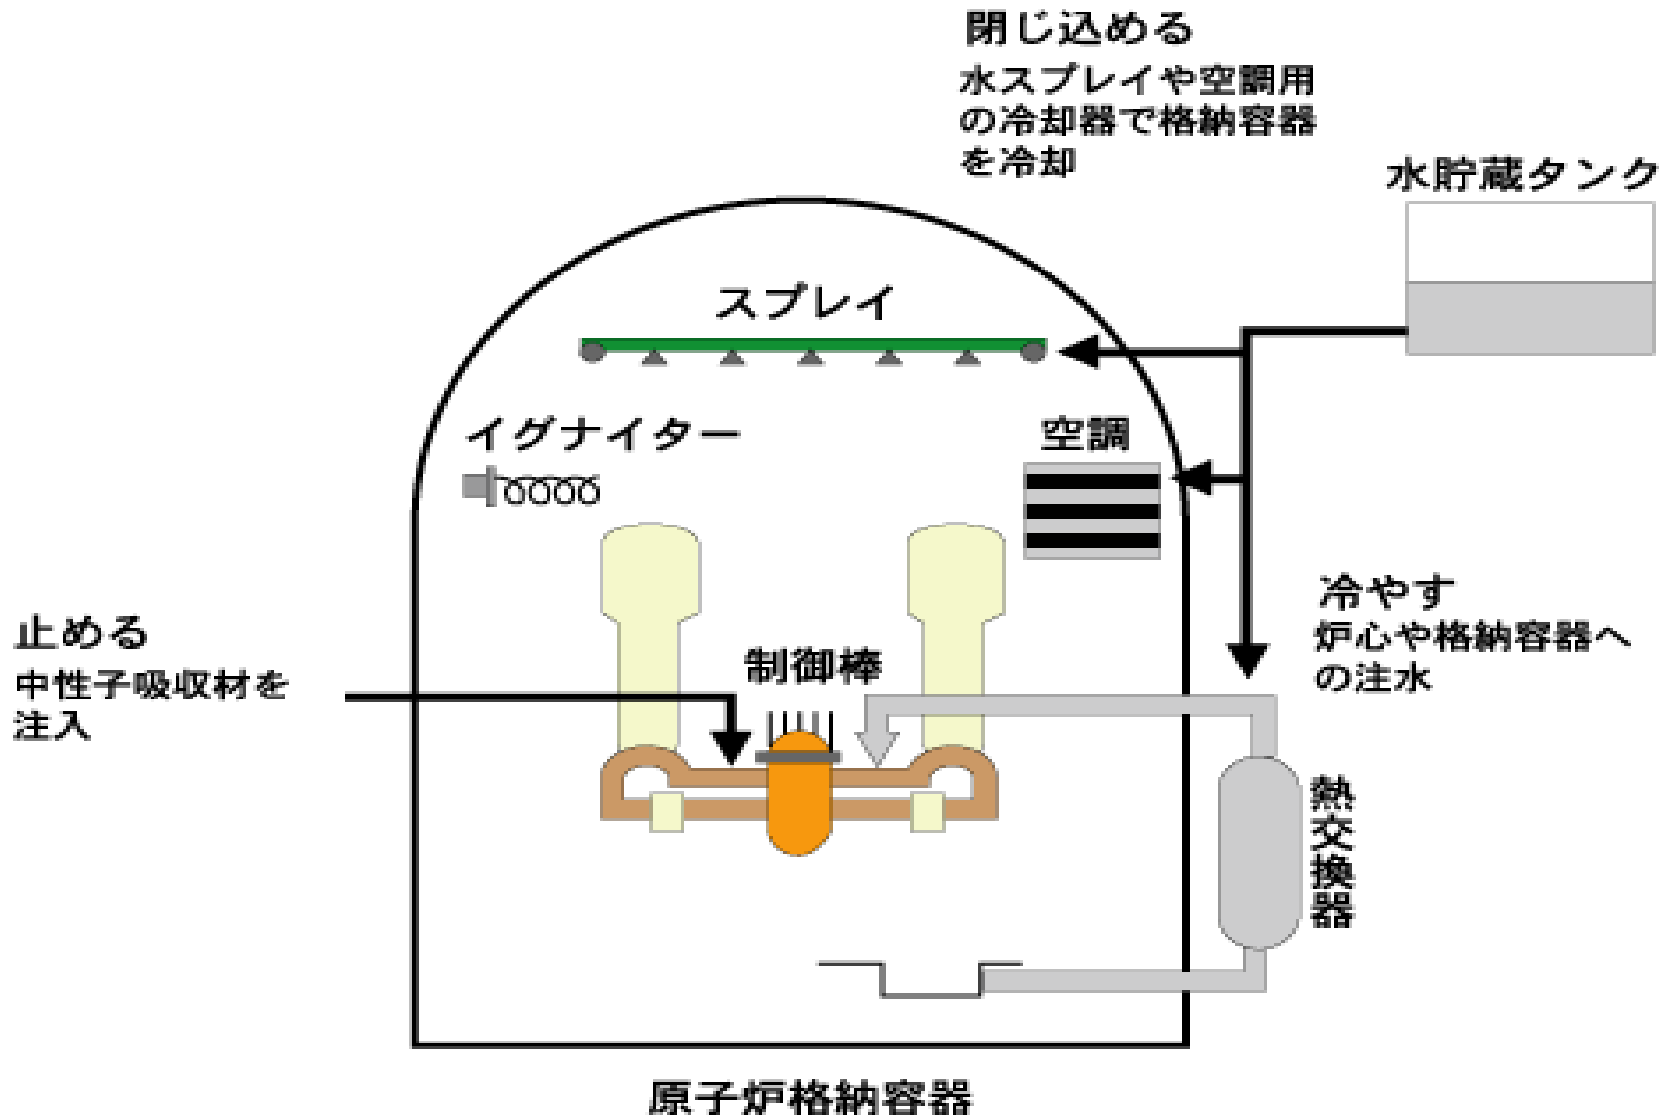 閉じ込める
水スプレイや空調用
の冷却器で格納容器
を冷却
水貯蔵タンク
スプレイ
イグナイター
空調
冷やす
炉心や格納容器へ
の注水
止める
中性子吸収材を
注入
制御棒
熱交換器
原子炉格納容器